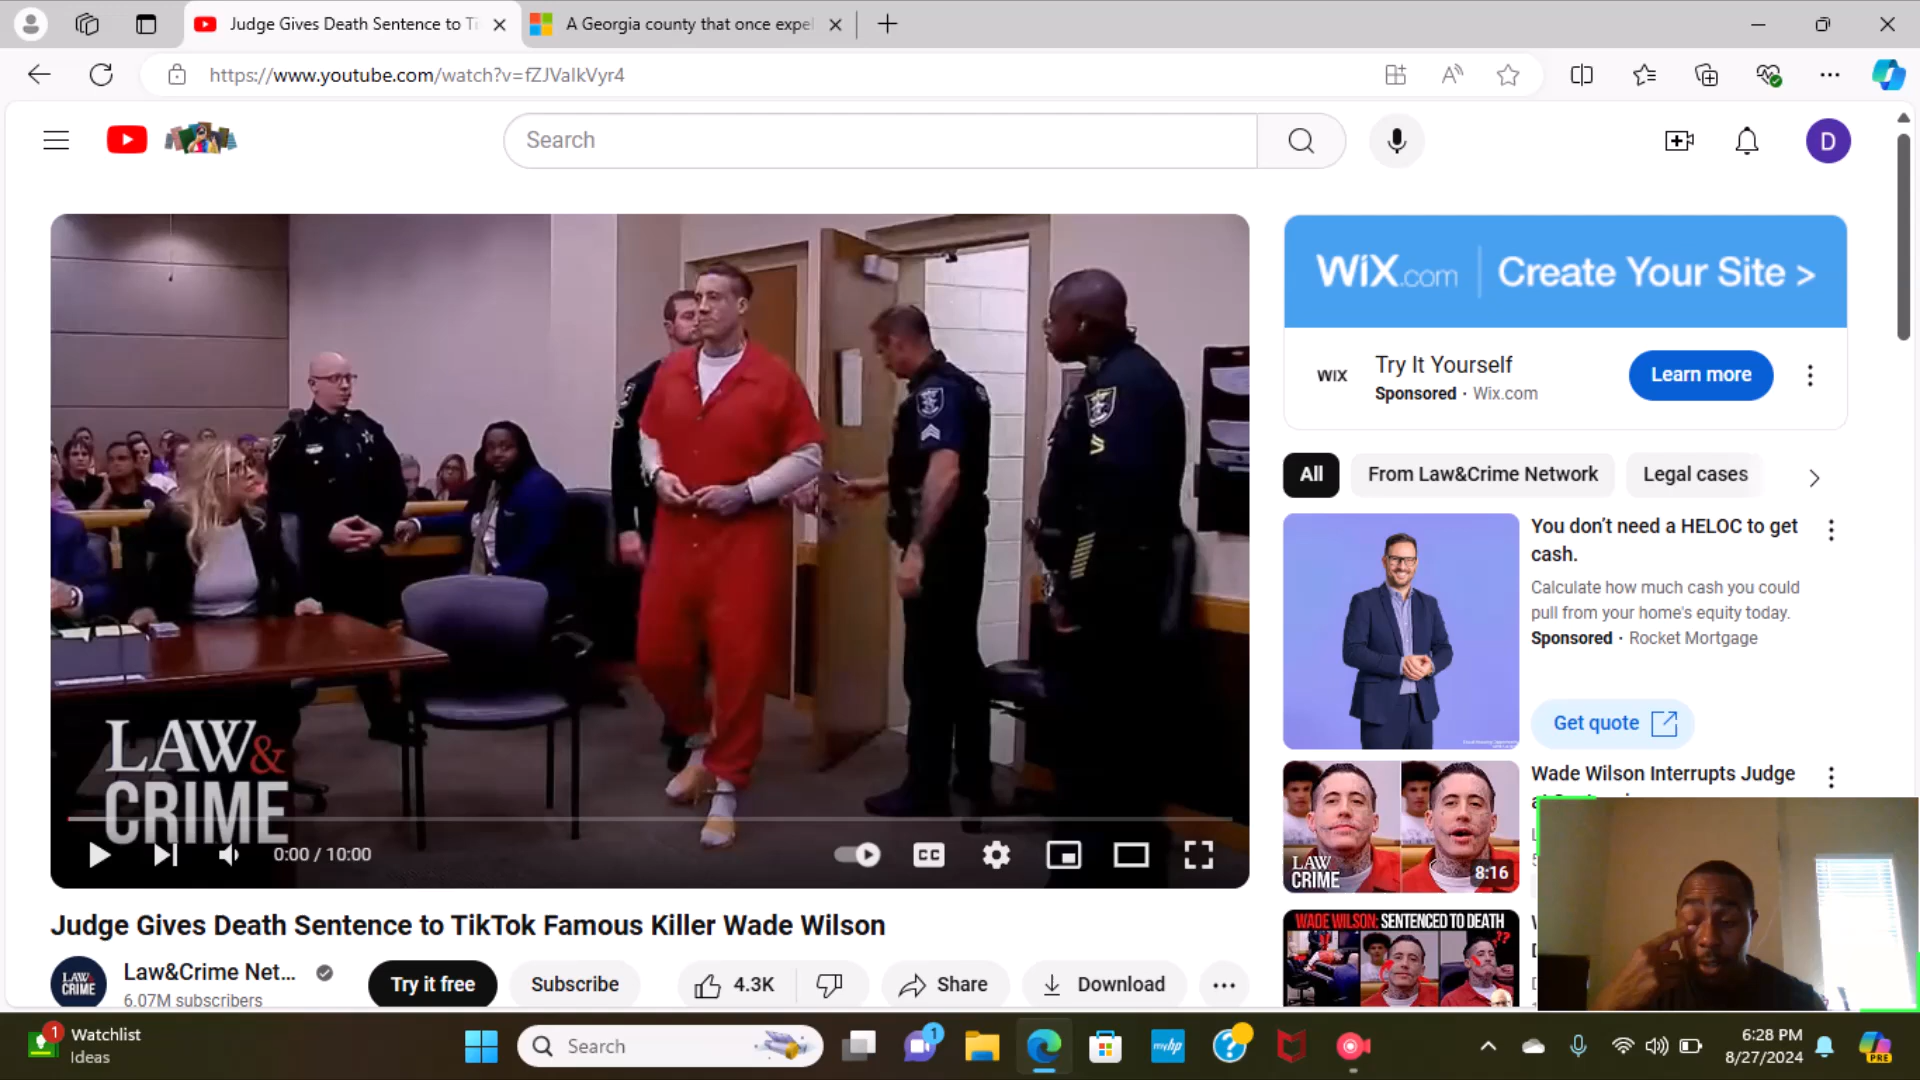 Judge Gives Death Sentence to Ti
A Georgia county that once expel
https://www.youtube.com/watch?v=fZJValkVyr4
Search
D
WIX.com | Create Your Site >
WIX
Try It Yourself
Sponsored · Wix.com
Learn more
All
From Law&Crime Network
Legal cases
You don't need a HELOC to get
cash.
Calculate how much cash you could
pull from your home's equity today.
Sponsored · Rocket Mortgage
Get quote
LAW&
CRIME
0:00 / 10:00
CC
Wade Wilson Interrupts Judge
LAW
CRIME
8:16
WADE WILSON: SENTENCED TO DEATH
??
Judge Gives Death Sentence to TikTok Famous Killer Wade Wilson
LAW&
CRIME
Law&Crime Net...
6.07M subscribers
Try it free
Subscribe
4.3K
Share
Download
1
Watchlist
Ideas
Search
1
myhp
?
6:28 PM
8/27/2024
PRE